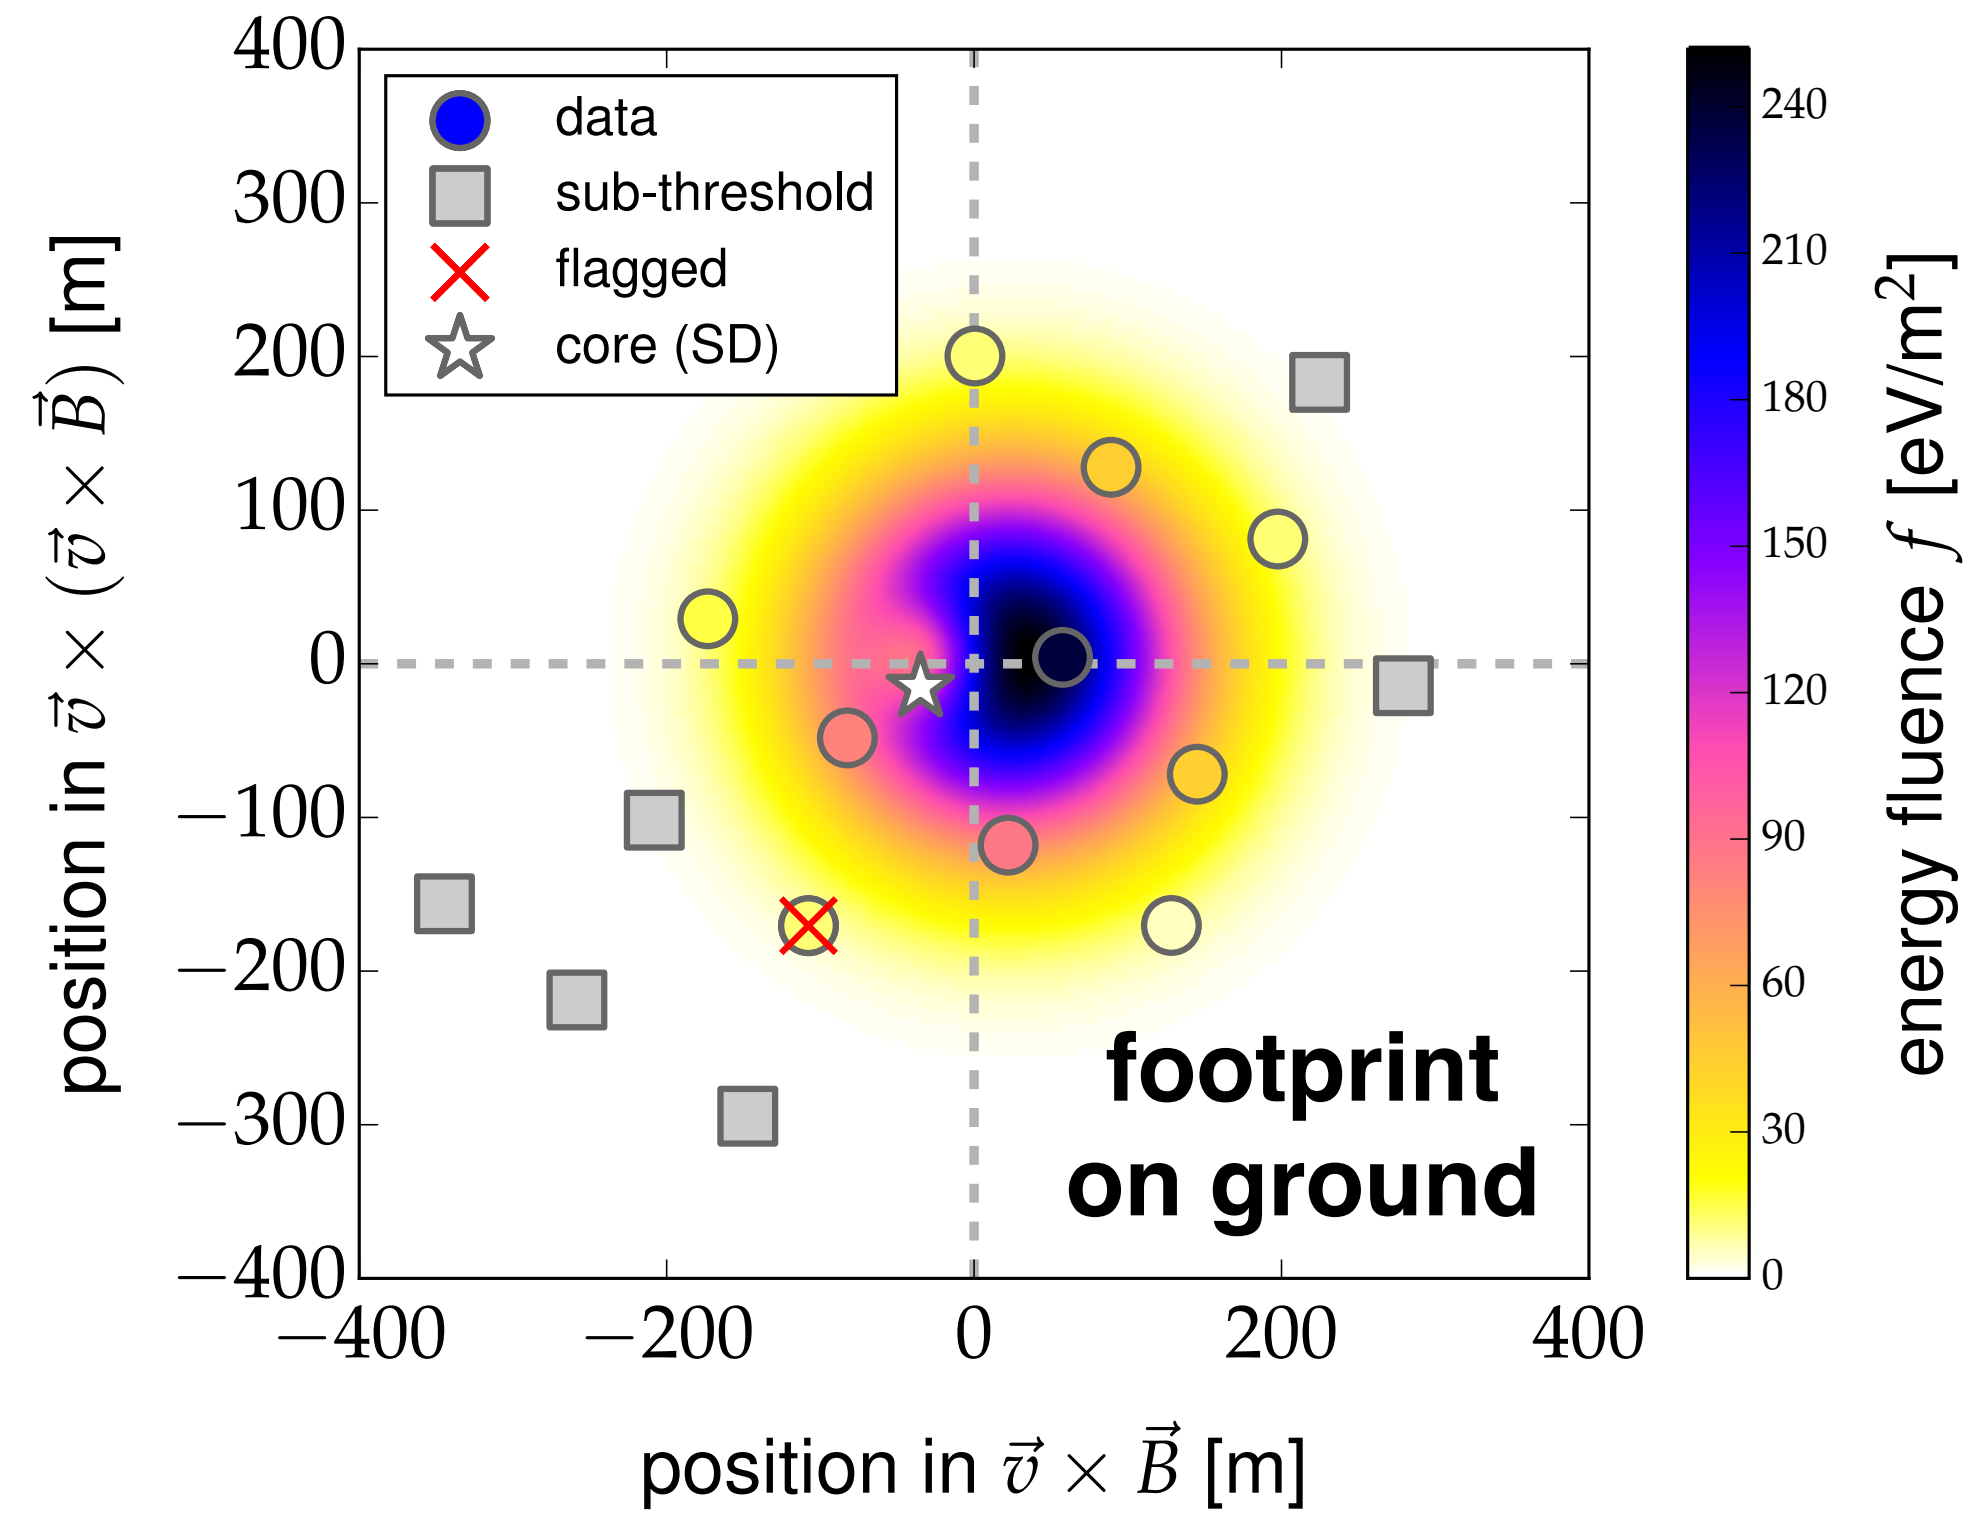 400
300
200
100
0
−100
−200
−300
−400
−400 −200 0 200 400
position in v⃗ × (v⃗ × B⃗) [m]
position in v⃗ × B⃗ [m]
data
sub-threshold
flagged
core (SD)
footprint
on ground
240
210
180
150
120
90
60
30
0
energy fluence f [eV/m²]